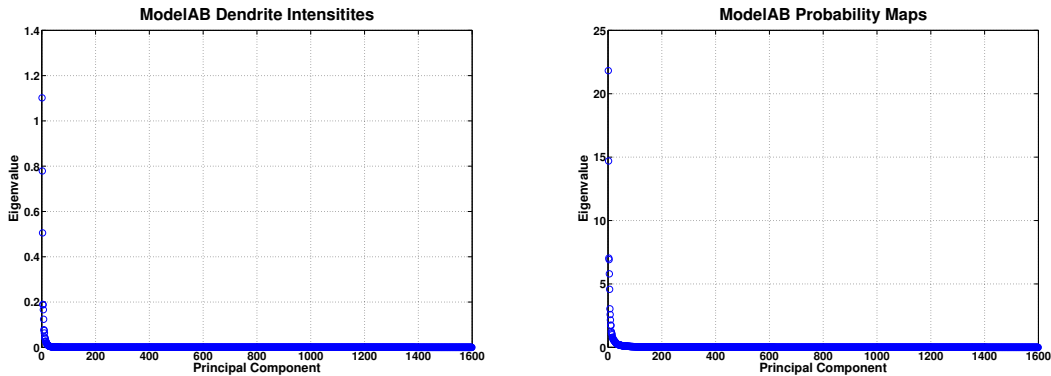 ModelAB Dendrite Intensitites
1.4
1.2
1
0.8
0.6
0.4
0.2
0
Eigenvalue
0 200 400 600 800 1000 1200 1400 1600
Principal Component
ModelAB Probability Maps
25
20
15
10
5
0
Eigenvalue
0 200 400 600 800 1000 1200 1400 1600
Principal Component